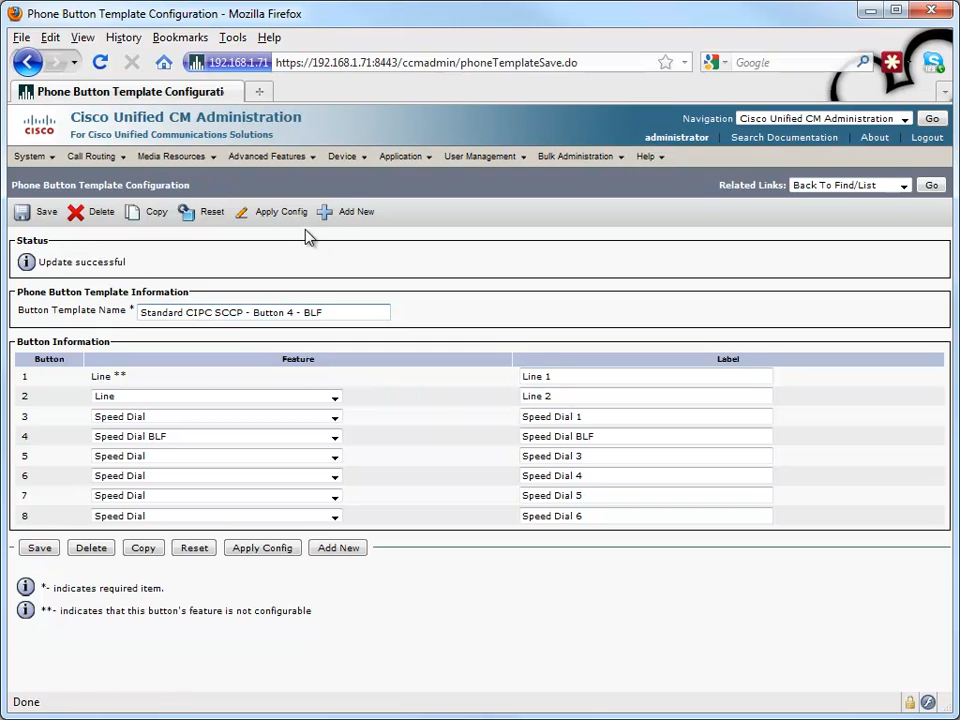 Phone Button Template Configuration - Mozilla Firefox
File Edit View History Bookmarks Tools Help
192.168.1.71 https://192.168.1.71:8443/ccmadmin/phoneTemplateSave.do Google
Phone Button Template Configurati
CISCO
Cisco Unified CM Administration
For Cisco Unified Communications Solutions
Navigation Cisco Unified CM Administration Go
administrator Search Documentation About Logout
System Call Routing Media Resources Advanced Features Device Application User Management Bulk Administration Help
Phone Button Template Configuration
Related Links: Back To Find/List Go
Save Delete Copy Reset Apply Config Add New
Status
Update successful
Phone Button Template Information
Button Template Name * Standard CIPC SCCP - Button 4 - BLF
Button Information
Button Feature Label
1 Line ** Line 1
2 Line Line 2
3 Speed Dial Speed Dial 1
4 Speed Dial BLF Speed Dial BLF
5 Speed Dial Speed Dial 3
6 Speed Dial Speed Dial 4
7 Speed Dial Speed Dial 5
8 Speed Dial Speed Dial 6
Save Delete Copy Reset Apply Config Add New
*- indicates required item.
**- indicates that this button's feature is not configurable
Done